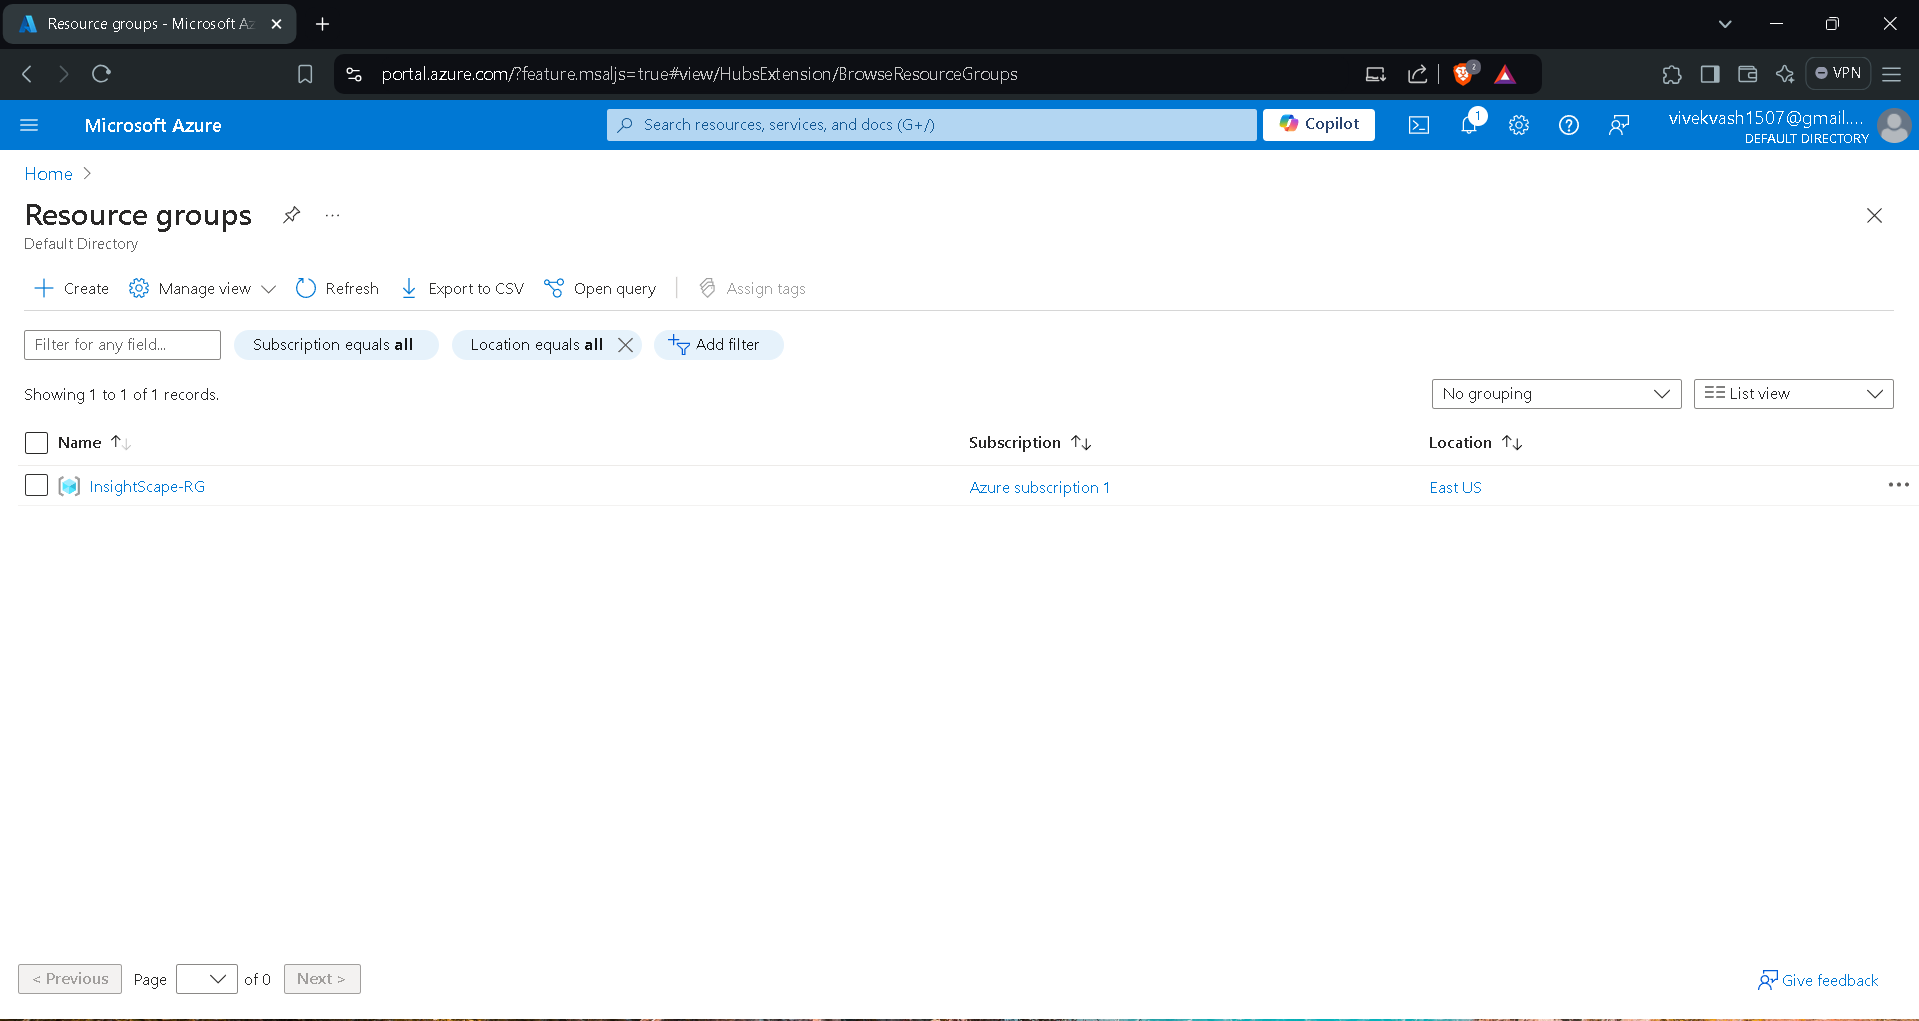 Resource groups - Microsoft Az
portal.azure.com/?feature.msaljs=true#view/HubsExtension/BrowseResourceGroups
2
VPN
Microsoft Azure
Search resources, services, and docs (G+/)
Copilot
1
vivekvash1507@gmail....
DEFAULT DIRECTORY
Home
Resource groups
...
Default Directory
Create
Manage view
Refresh
Export to CSV
Open query
Assign tags
Filter for any field...
Subscription equals all
Location equals all
Add filter
Showing 1 to 1 of 1 records.
No grouping
List view
Name
Subscription
Location
InsightScape-RG
Azure subscription 1
East US
< Previous
Page
of 0
Next >
Give feedback